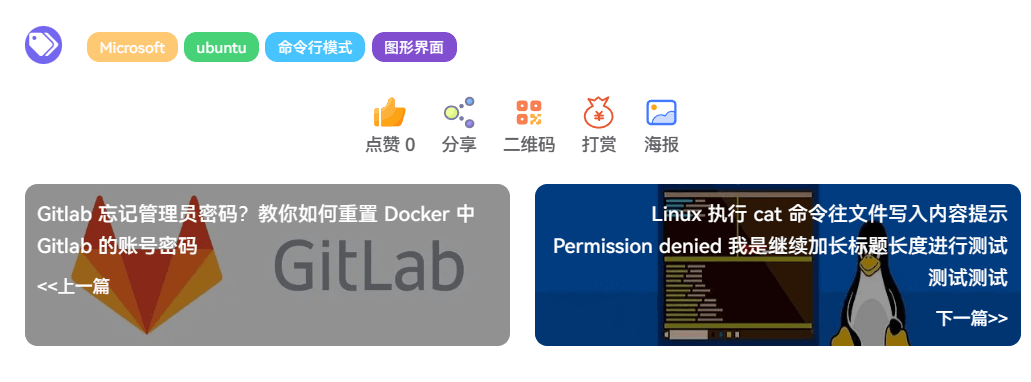 Microsoft ubuntu 命令行模式 图形界面
点赞 0 分享 二维码 打赏 海报
Gitlab 忘记管理员密码？教你如何重置 Docker 中
Gitlab 的账号密码
<<上一篇
GitLab
Linux 执行 cat 命令往文件写入内容提示
Permission denied 我是继续加长标题长度进行测试
测试测试
下一篇>>